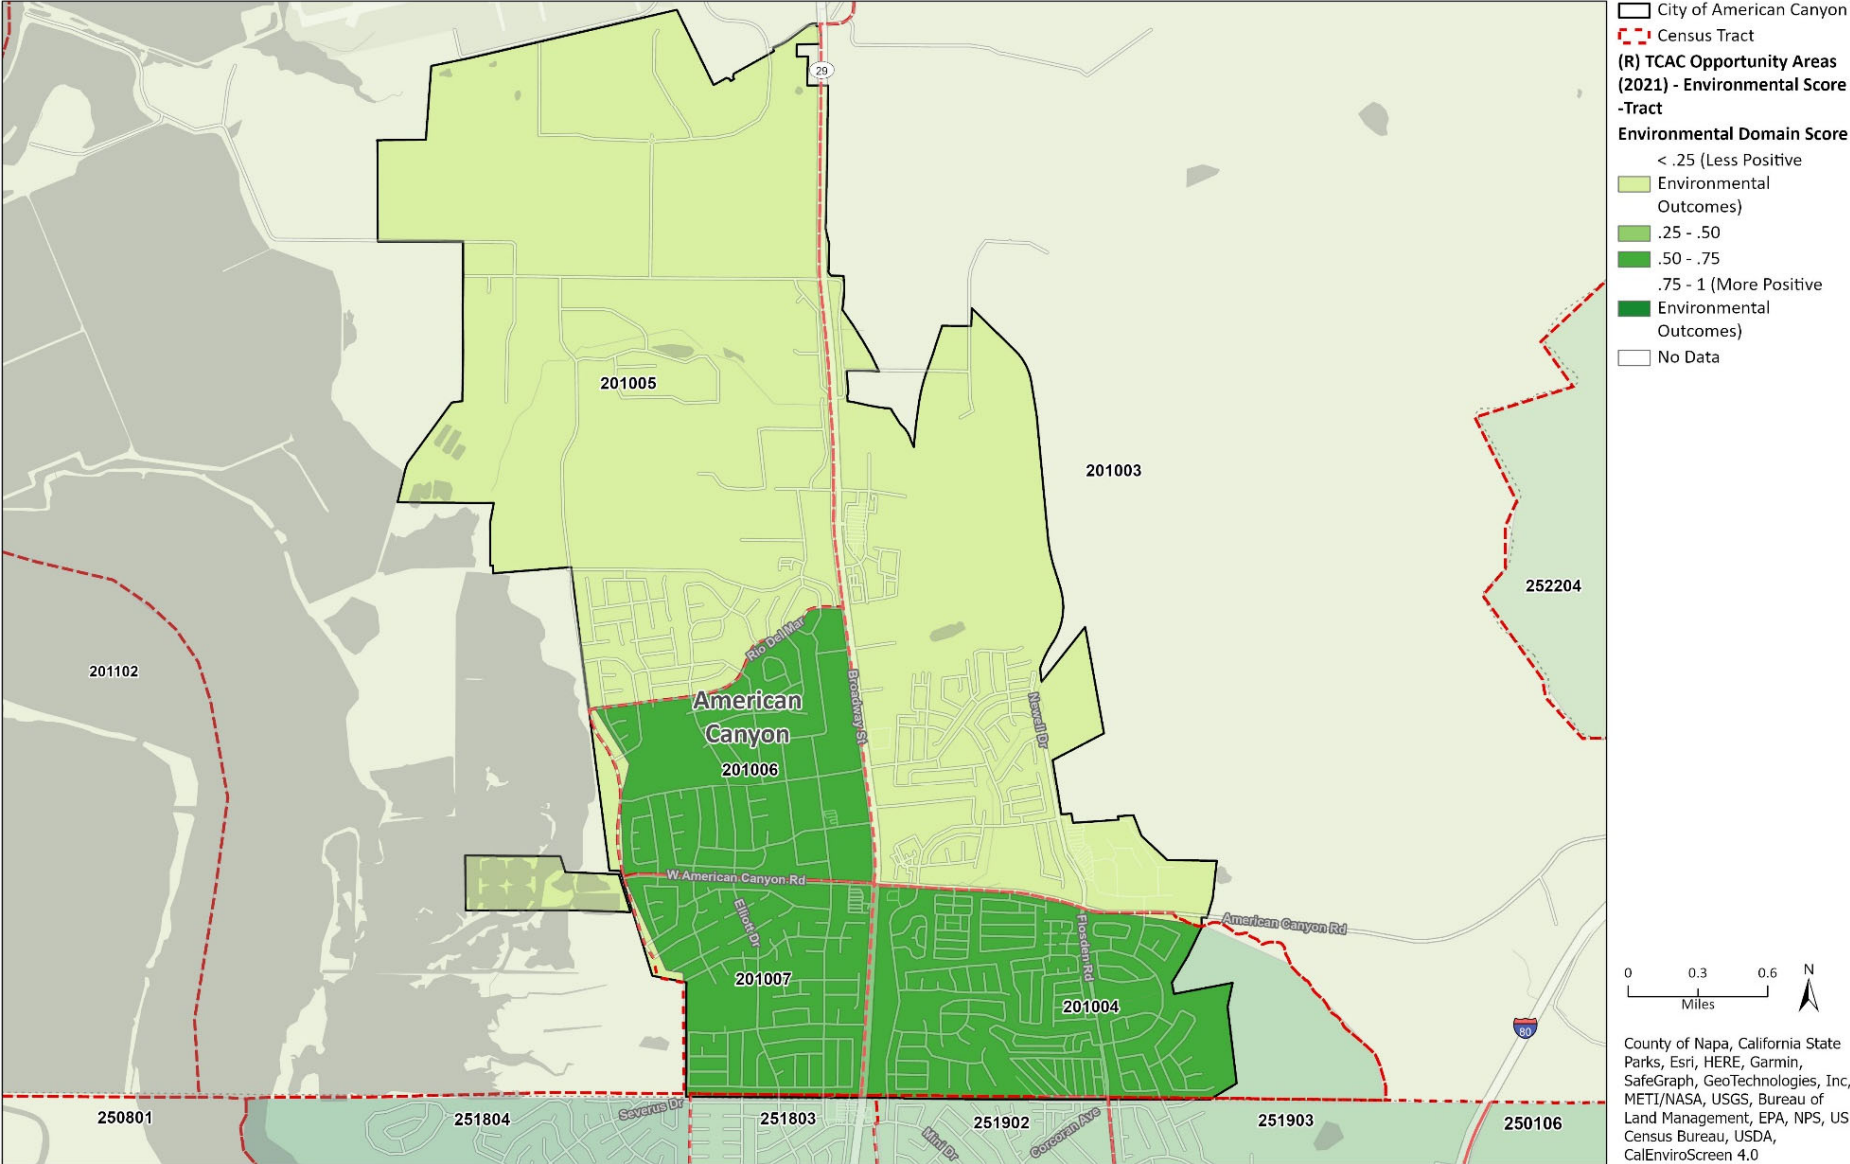 City of American Canyon
Census Tract
(R) TCAC Opportunity Areas
(2021) - Environmental Score
-Tract
Environmental Domain Score
< .25 (Less Positive
Environmental
Outcomes)
.25 - .50
.50 - .75
.75 - 1 (More Positive
Environmental
Outcomes)
No Data
29
201005
201003
252204
Rio Del Mar
201102
American
Canyon
Broadway St
Newell Dr
201006
W American Canyon Rd
Elliott Dr
Flosden Rd
American Canyon Rd
201007
201004
80
0 0.3 0.6
Miles
N
250801
251804
Severus Dr
251803
251902
Mini Dr
Corcoran Ave
251903
250106
County of Napa, California State
Parks, Esri, HERE, Garmin,
SafeGraph, GeoTechnologies, Inc,
METI/NASA, USGS, Bureau of
Land Management, EPA, NPS, US
Census Bureau, USDA,
CalEnviroScreen 4.0